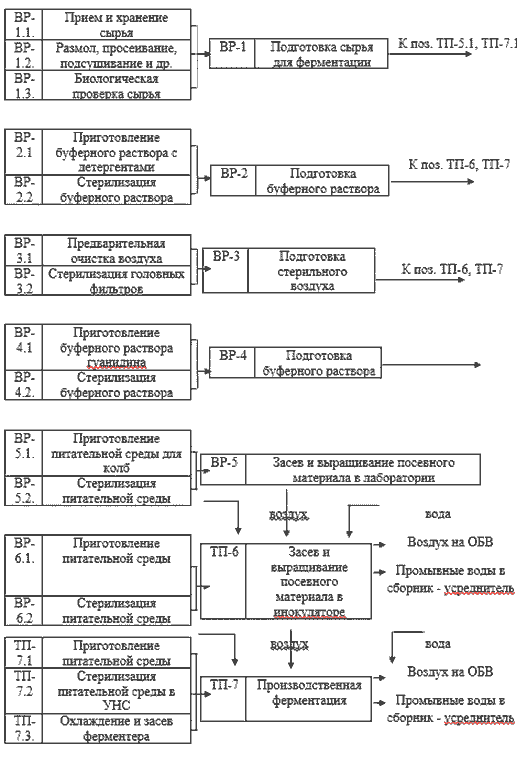 ВР-1.1. Прием и хранение сырья
ВР-1.2. Размол, просеивание, подсушивание и др.
ВР-1.3. Биологическая проверка сырья
ВР-1 Подготовка сырья для ферментации
К поз. ТП-5.1, ТП-7.1
ВР-2.1 Приготовление буферного раствора с детергентами
ВР-2.2 Стерилизация буферного раствора
ВР-2 Подготовка буферного раствора
К поз. ТП-6, ТП-7
ВР-3.1 Предварительная очистка воздуха
ВР-3.2 Стерилизация головных фильтров
ВР-3 Подготовка стерильного воздуха
К поз. ТП-6, ТП-7
ВР-4.1 Приготовление буферного раствора гуанидина
ВР-4.2. Стерилизация буферного раствора
ВР-4 Подготовка буферного раствора
ВР-5.1. Приготовление питательной среды для колб
ВР-5.2. Стерилизация питательной среды
ВР-5 Засев и выращивание посевного материала в лаборатории
воздух
вода
ВР-6.1. Приготовление питательной среды
ВР-6.2 Стерилизация питательной среды
ТП-6 Засев и выращивание посевного материала в инокуляторе
Воздух на ОБВ
Промывные воды в сборник - усреднитель
воздух
вода
ТП-7.1 Приготовление питательной среды
ТП-7.2 Стерилизация питательной среды в УНС
ТП-7.3. Охлаждение и засев ферментера
ТП-7 Производственная ферментация
Воздух на ОБВ
Промывные воды в сборник - усреднитель